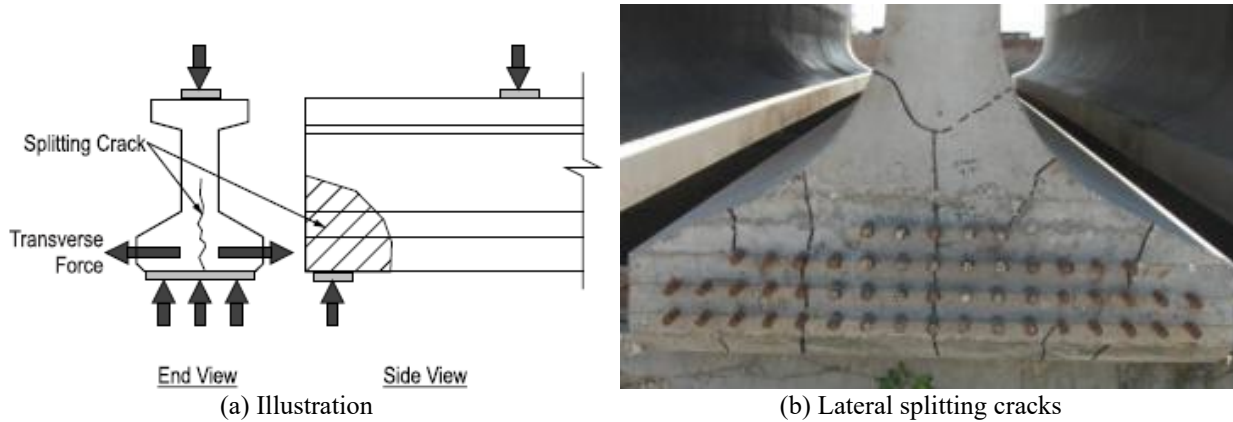 Splitting Crack
Transverse
Force
End View
Side View
(a) Illustration
(b) Lateral splitting cracks